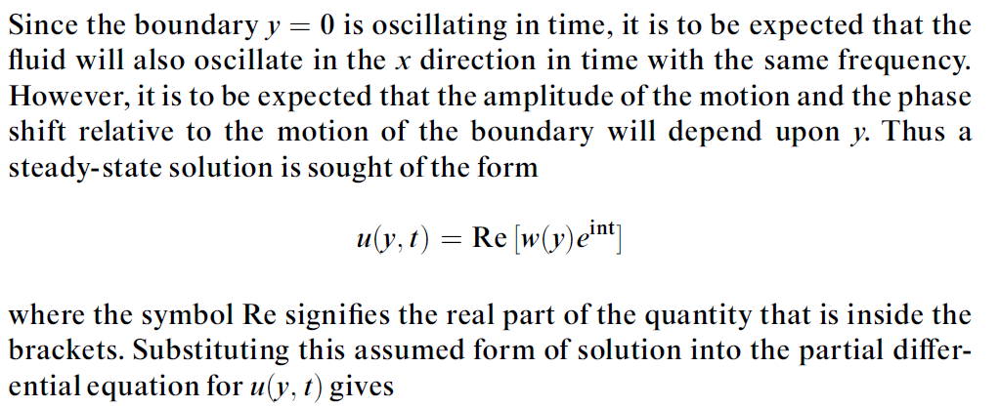 Since the boundary y = 0 is oscillating in time, it is to be expected that the
fluid will also oscillate in the x direction in time with the same frequency.
However, it is to be expected that the amplitude of the motion and the phase
shift relative to the motion of the boundary will depend upon y. Thus a
steady-state solution is sought of the form
u(y, t) = Re [w(y)e^{int}]
where the symbol Re signifies the real part of the quantity that is inside the
brackets. Substituting this assumed form of solution into the partial differ-
ential equation for u(y, t) gives